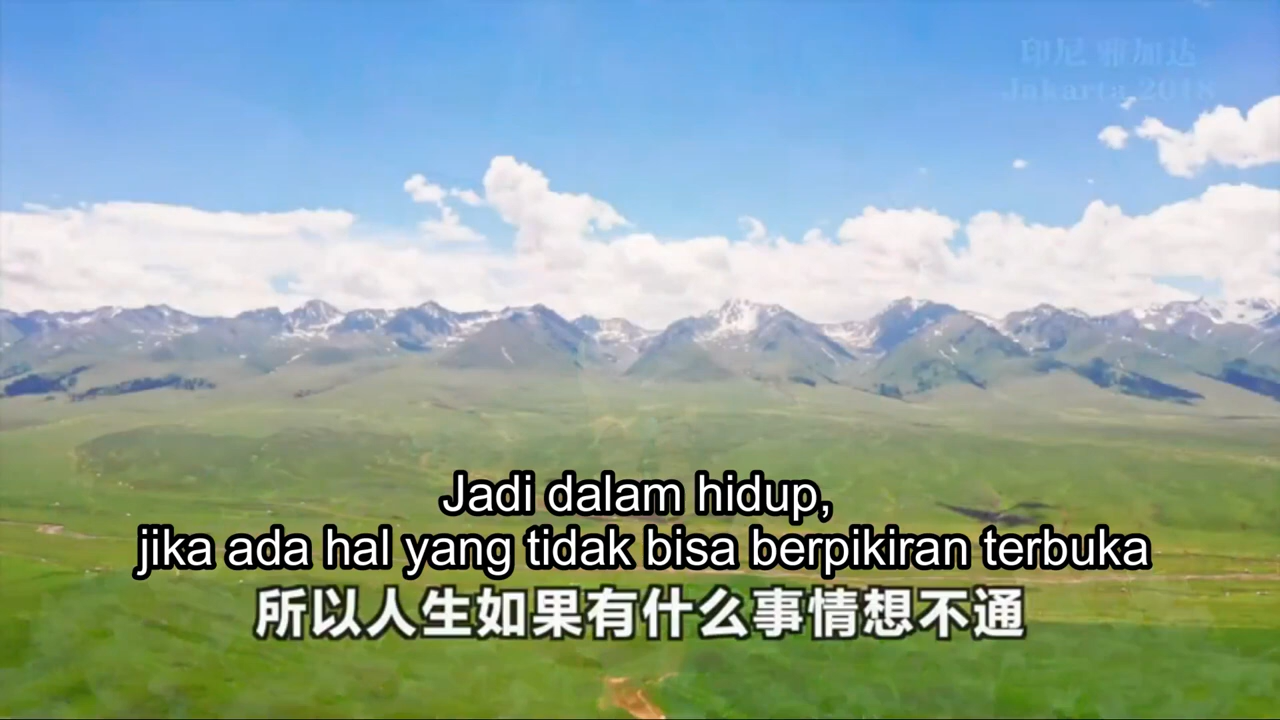 印尼 雅加达
Jakarta 2018
Jadi dalam hidup,
jika ada hal yang tidak bisa berpikiran terbuka
所以人生如果有什么事情想不通